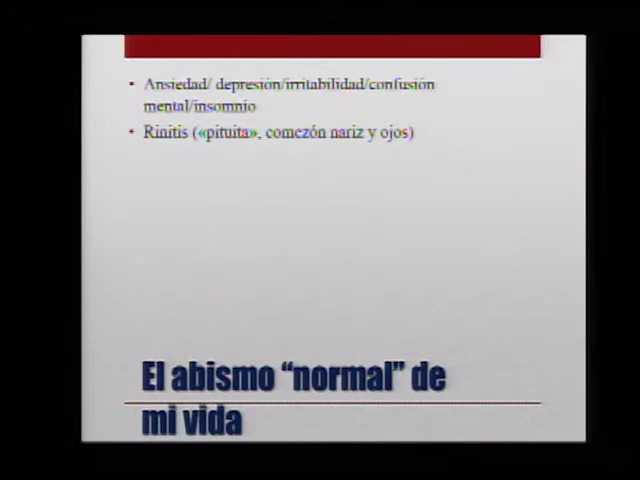 • Ansiedad/ depresión/irritabilidad/confusión
mental/insomnio
• Rinitis («pituita», comezón nariz y ojos)
El abismo “normal” de
mi vida